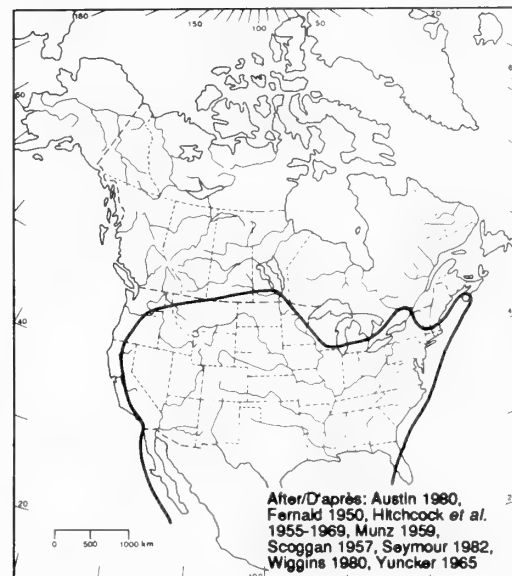 180
150
100
50
20
60
40
20
20
0 500 1000 km
After/D'après: Austin 1980,
Fernald 1950, Hitchcock et al.
1955-1969, Munz 1959,
Scoggan 1957, Seymour 1982,
Wiggins 1980, Yuncker 1965